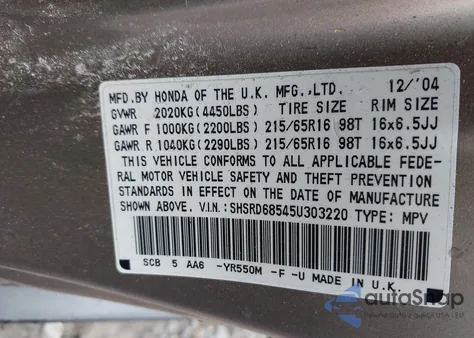 MFD.BY HONDA OF THE U.K. MFG.,LTD. 12/'04
GVWR 2020KG(4450LBS) TIRE SIZE RIM SIZE
GAWR F 1000KG(2200LBS) 215/65R16 98T 16x6.5JJ
GAWR R 1040KG(2290LBS) 215/65R16 98T 16x6.5JJ
THIS VEHICLE CONFORMS TO ALL APPLICABLE FEDE-
RAL MOTOR VEHICLE SAFETY AND THEFT PREVENTION
STANDARDS IN EFFECT ON THE DATE OF MANUFACTURE
SHOWN ABOVE. V.I.N.: SHSRD68545U303220 TYPE: MPV
SCB 5 AA6 -YR550M -F -U MADE IN U.K.
autoSnap